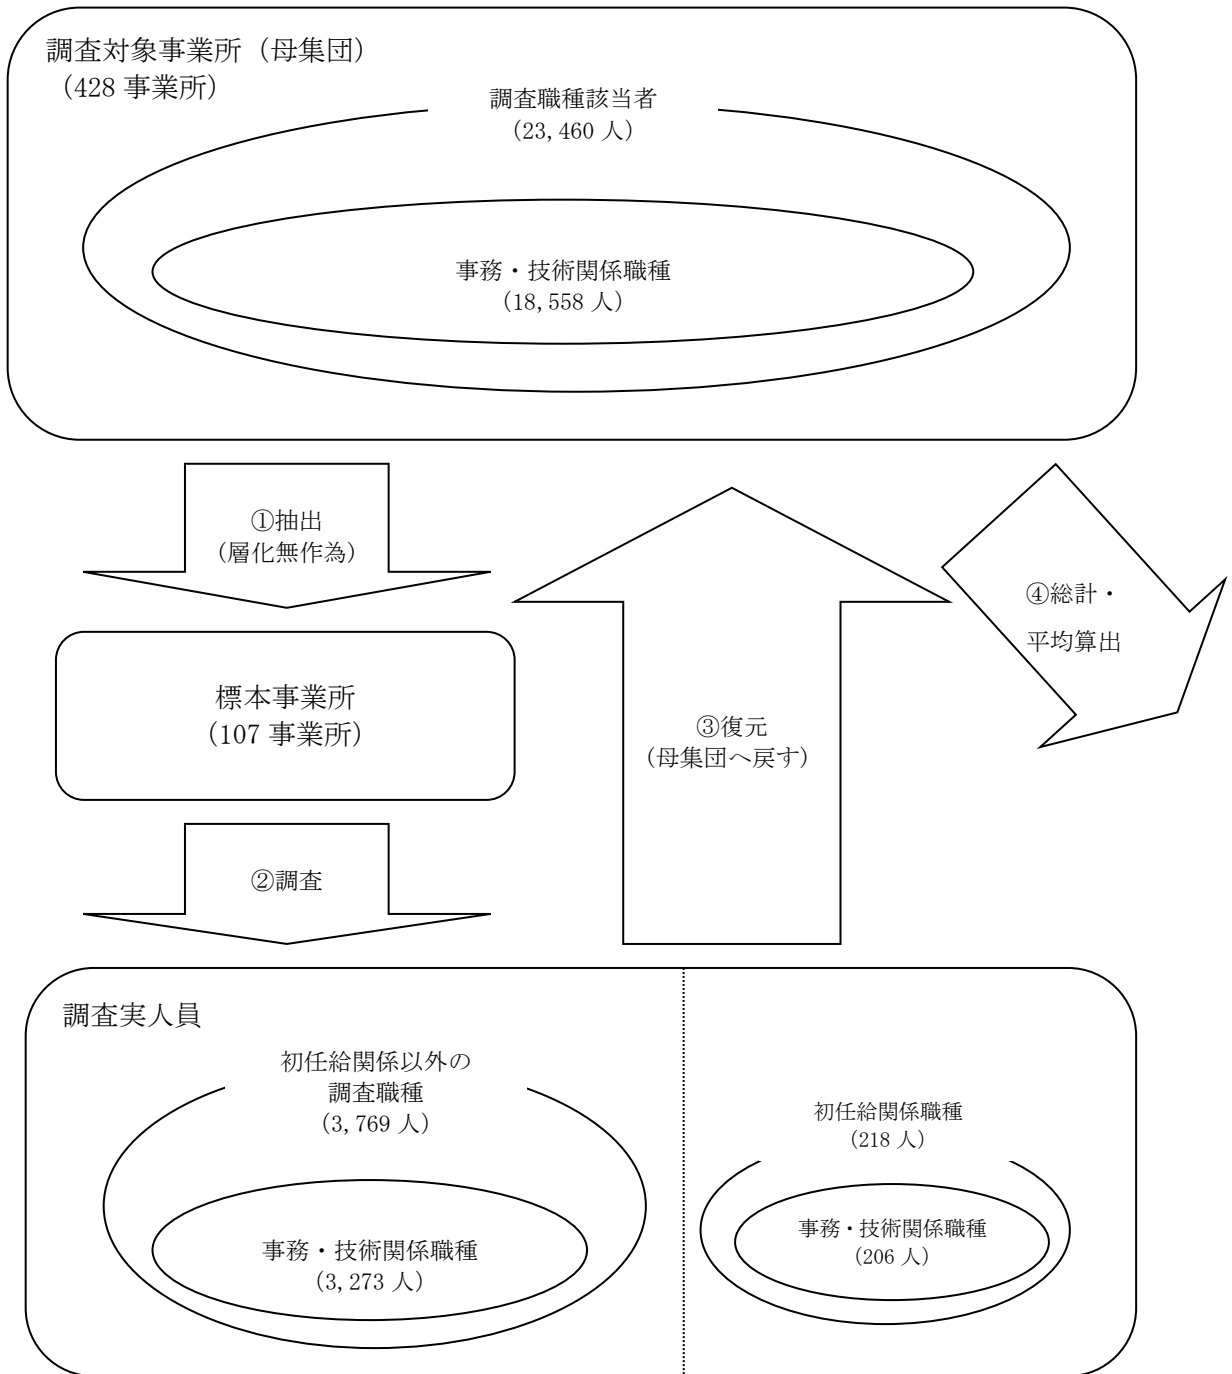 調査対象事業所（母集団）
（428 事業所）
調査職種該当者
（23,460 人）
事務・技術関係職種
（18,558 人）
①抽出
（層化無作為）
④総計・
平均算出
標本事業所
（107 事業所）
③復元
（母集団へ戻す）
②調査
調査実人員
初任給関係以外の
調査職種
（3,769 人）
初任給関係職種
（218 人）
事務・技術関係職種
（3,273 人）
事務・技術関係職種
（206 人）